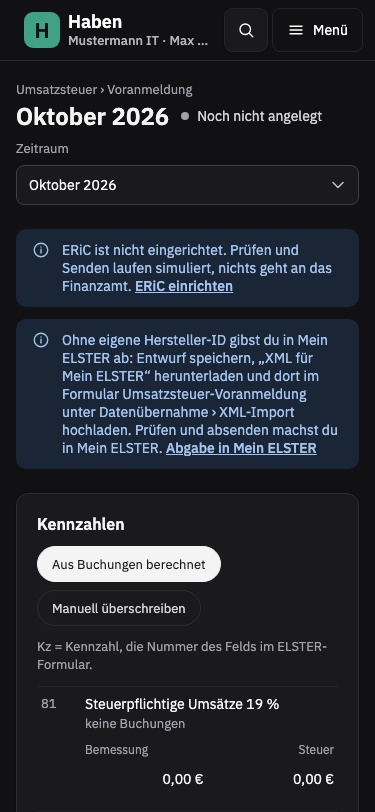 H
Haben
Mustermann IT · Max ...
Menü
Umsatzsteuer › Voranmeldung
Oktober 2026
Noch nicht angelegt
Zeitraum
Oktober 2026
ERiC ist nicht eingerichtet. Prüfen und
Senden laufen simuliert, nichts geht an das
Finanzamt. ERiC einrichten
Ohne eigene Hersteller-ID gibst du in Mein
ELSTER ab: Entwurf speichern, „XML für
Mein ELSTER“ herunterladen und dort im
Formular Umsatzsteuer-Voranmeldung
unter Datenübernahme › XML-Import
hochladen. Prüfen und absenden machst du
in Mein ELSTER. Abgabe in Mein ELSTER
Kennzahlen
Aus Buchungen berechnet
Manuell überschreiben
Kz = Kennzahl, die Nummer des Felds im ELSTER-
Formular.
81 Steuerpflichtige Umsätze 19 %
keine Buchungen
Bemessung Steuer
0,00 € 0,00 €